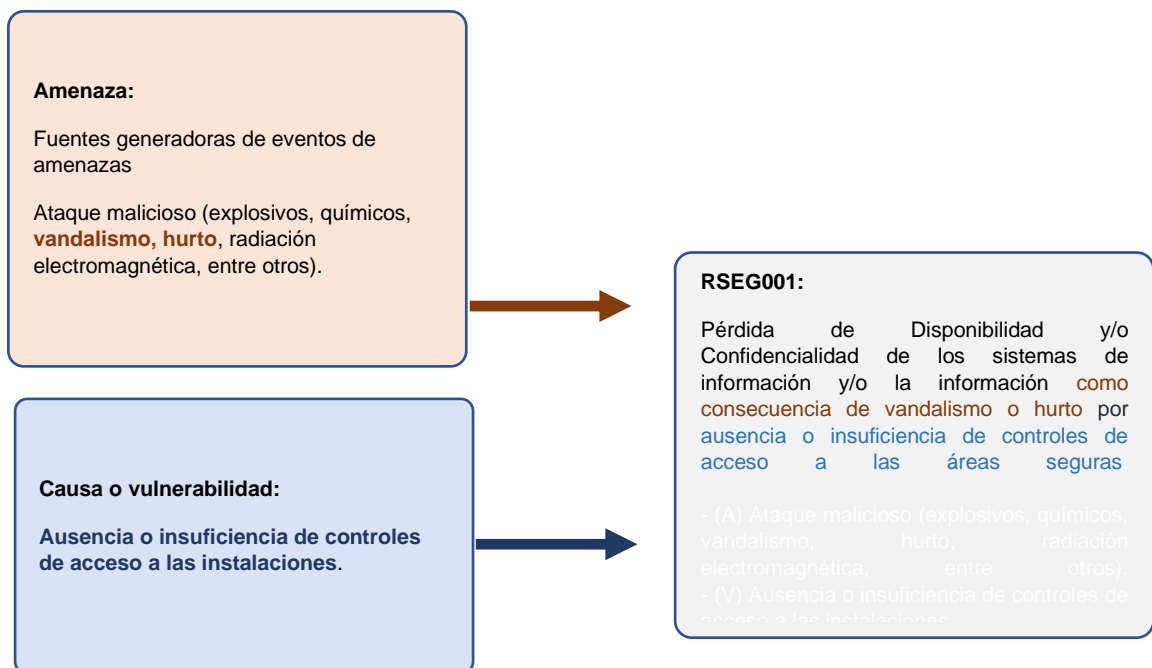 Amenaza:
Fuentes generadoras de eventos de
amenazas
Ataque malicioso (explosivos, químicos,
vandalismo, hurto, radiación
electromagnética, entre otros).
Causa o vulnerabilidad:
Ausencia o insuficiencia de controles
de acceso a las instalaciones.
RSEG001:
Pérdida de Disponibilidad y/o
Confidencialidad de los sistemas de
información y/o la información como
consecuencia de vandalismo o hurto por
ausencia o insuficiencia de controles de
acceso a las áreas seguras
- (A) Ataque malicioso (explosivos, químicos,
vandalismo, hurto, radiación
electromagnética, entre otros).
- (V) Ausencia o insuficiencia de controles de
acceso a las instalaciones